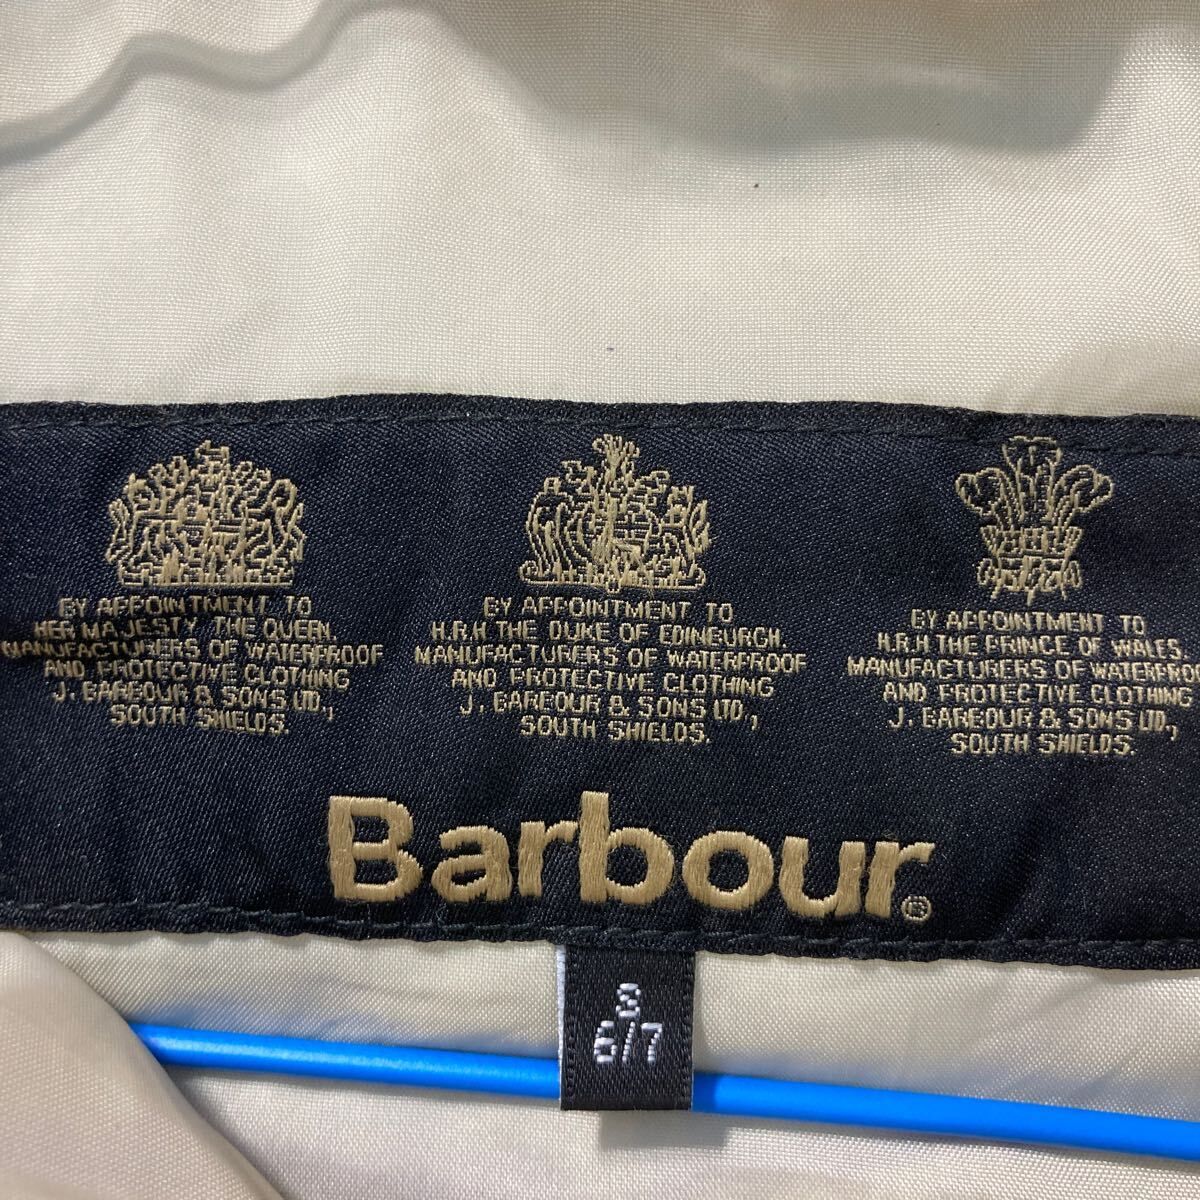 BY APPOINTMENT TO
HER MAJESTY THE QUEEN.
MANUFACTURERS OF WATERPROOF
AND PROTECTIVE CLOTHING
J. BARBOUR & SONS LTD.,
SOUTH SHIELDS.
BY APPOINTMENT TO
H.R.H. THE DUKE OF EDINBURGH.
MANUFACTURERS OF WATERPROOF
AND PROTECTIVE CLOTHING
J. BARBOUR & SONS LTD.,
SOUTH SHIELDS.
BY APPOINTMENT TO
H.R.H. THE PRINCE OF WALES.
MANUFACTURERS OF WATERPROO
AND PROTECTIVE CLOTHING
J. BARBOUR & SONS LTD.,
SOUTH SHIELDS.
Barbour®
S
6/7